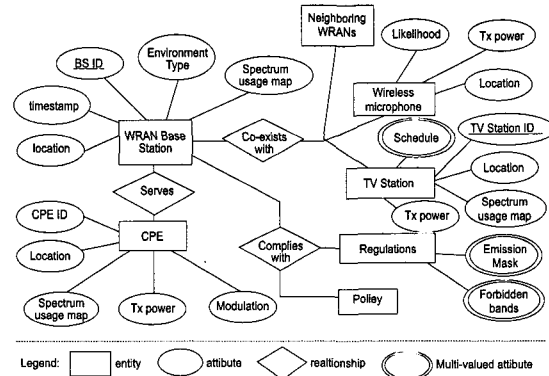 Neighboring
WRANs
Likelihood
Tx power
BS ID
Environment
Type
Spectrum
usage map
Wireless
microphone
Location
timestamp
WRAN Base
Station
Co-exists
with
Schedule
TV Station ID
location
Location
TV Station
Serves
Spectrum
usage map
CPE ID
Tx power
CPE
Complies
with
Regulations
Emission
Mask
Location
Spectrum
usage map
Tx power
Modulation
Policy
Forbidden
bands
Legend: entity attibute realtionship Multi-valued attibute